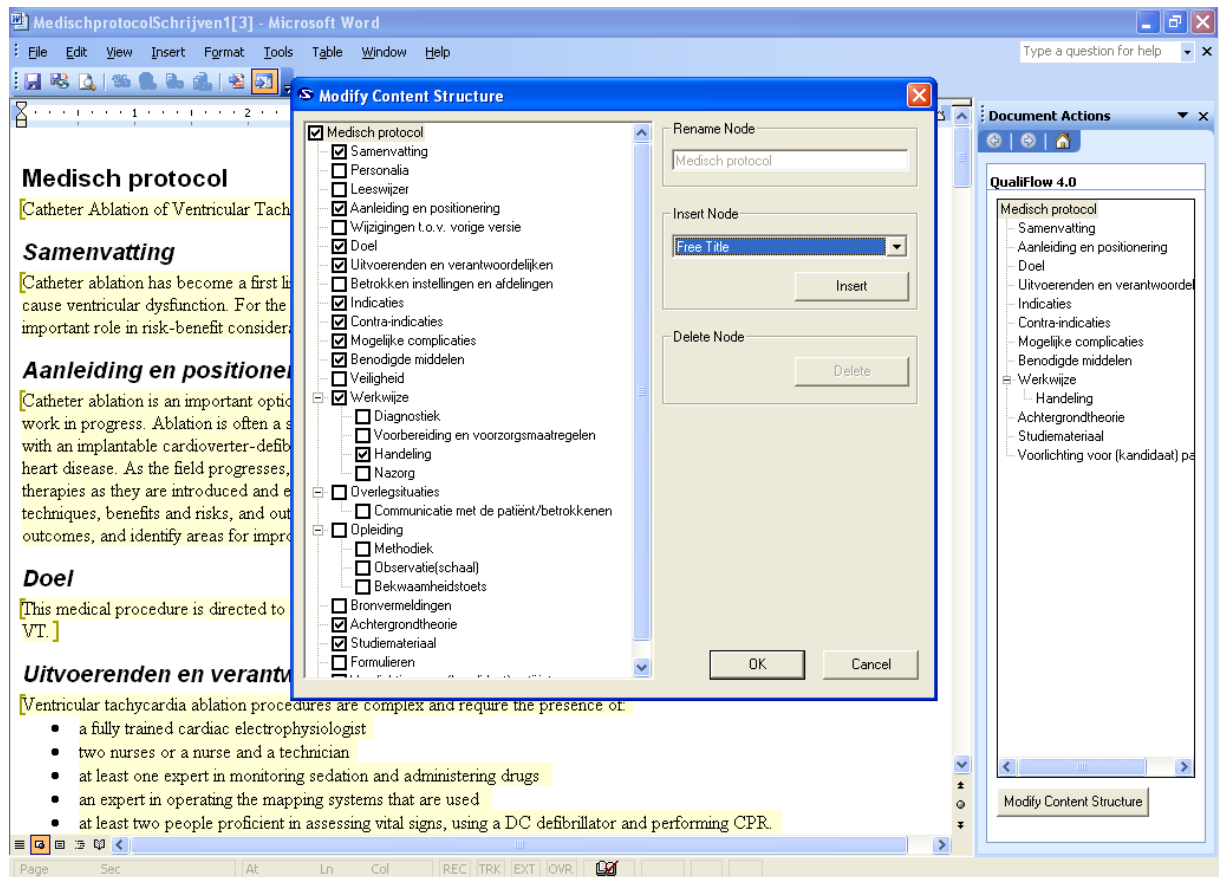 MedischprotocolSchrijven1[3] - Microsoft Word
File Edit View Insert Format Tools Table Window Help
Type a question for help
1 2
Medisch protocol
Catheter Ablation of Ventricular Tach
Samenvatting
Catheter ablation has become a first li
cause ventricular dysfunction. For the
important role in risk-benefit considera
Aanleiding en positioner
Catheter ablation is an important optio
work in progress. Ablation is often a s
with an implantable cardioverter-defib
heart disease. As the field progresses,
therapies as they are introduced and e
techniques, benefits and risks, and out
outcomes, and identify areas for impro
Doel
This medical procedure is directed to
VT.
Uitvoerenden en verantw
Ventricular tachycardia ablation procedures are complex and require the presence of:
• a fully trained cardiac electrophysiologist
• two nurses or a nurse and a technician
• at least one expert in monitoring sedation and administering drugs
• an expert in operating the mapping systems that are used
• at least two people proficient in assessing vital signs, using a DC defibrillator and performing CPR.
Modify Content Structure
Medisch protocol
Samenvatting
Personalia
Leeswijzer
Aanleiding en positionering
Wijzigingen t.o.v. vorige versie
Doel
Uitvoerenden en verantwoordelijken
Betrokken instellingen en afdelingen
Indicaties
Contra-indicaties
Mogelijke complicaties
Benodigde middelen
Veiligheid
Werkwijze
Diagnostiek
Voorbereiding en voorzorgsmaatregelen
Handeling
Nazorg
Overlegsituaties
Communicatie met de patiënt/betrokkenen
Opleiding
Methodiek
Observatie(schaal)
Bekwaamheidstoets
Bronvermeldingen
Achtergrondtheorie
Studiemateriaal
Formulieren
Rename Node
Medisch protocol
Insert Node
Free Title
Insert
Delete Node
Delete
OK Cancel
Document Actions
QualiFlow 4.0
Medisch protocol
Samenvatting
Aanleiding en positionering
Doel
Uitvoerenden en verantwoordel
Indicaties
Contra-indicaties
Mogelijke complicaties
Benodigde middelen
Werkwijze
Handeling
Achtergrondtheorie
Studiemateriaal
Voorlichting voor (kandidaat) pa
Modify Content Structure
Page Sec At Ln Col REC TRK EXT OVR